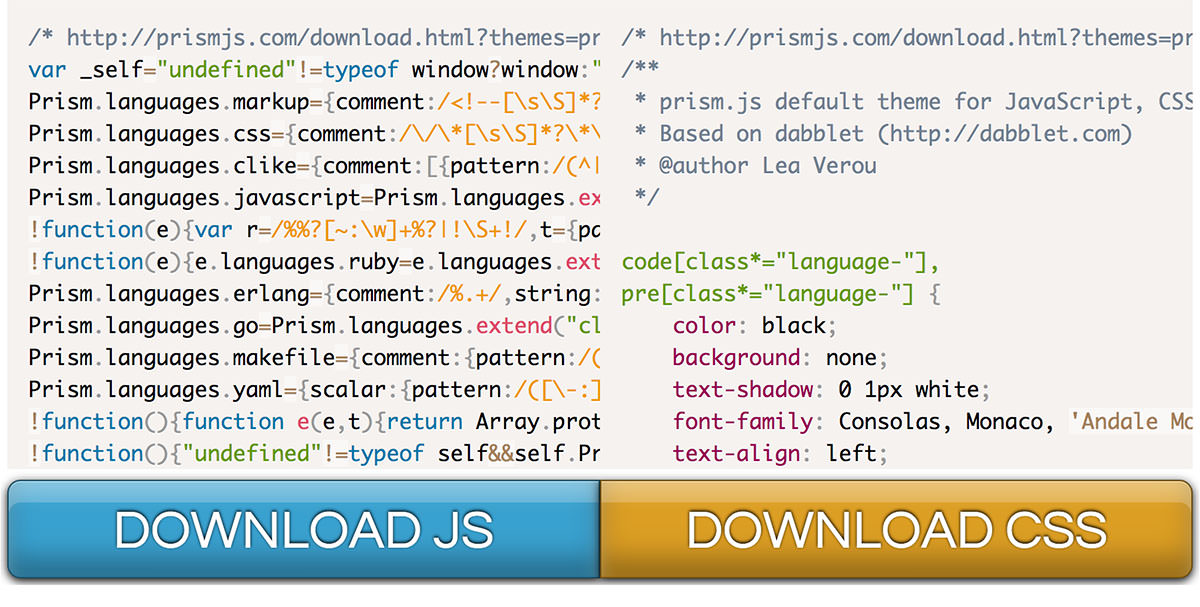 /* http://prismjs.com/download.html?themes=pr
var _self="undefined"!=typeof window?window:"
Prism.languages.markup={comment:/<!--[\s\S]*?
Prism.languages.css={comment:/\/\*[\s\S]*?\*\
Prism.languages.clike={comment:[{pattern:/(^|
Prism.languages.javascript=Prism.languages.ex
!function(e){var r=/%%?[~:\w]+%?|!\S+!/,t={pa
!function(e){e.languages.ruby=e.languages.ext
Prism.languages.erlang={comment:/%.+/,string:
Prism.languages.go=Prism.languages.extend("cl
Prism.languages.makefile={comment:{pattern:/(
Prism.languages.yaml={scalar:{pattern:/([\-:]
!function(){function e(e,t){return Array.prot
!function(){"undefined"!=typeof self&&self.Pr
DOWNLOAD JS
/* http://prismjs.com/download.html?themes=pr
/**
 * prism.js default theme for JavaScript, CSS
 * Based on dabblet (http://dabblet.com)
 * @author Lea Verou
 */
code[class*="language-"],
pre[class*="language-"] {
    color: black;
    background: none;
    text-shadow: 0 1px white;
    font-family: Consolas, Monaco, 'Andale Mo
    text-align: left;
DOWNLOAD CSS